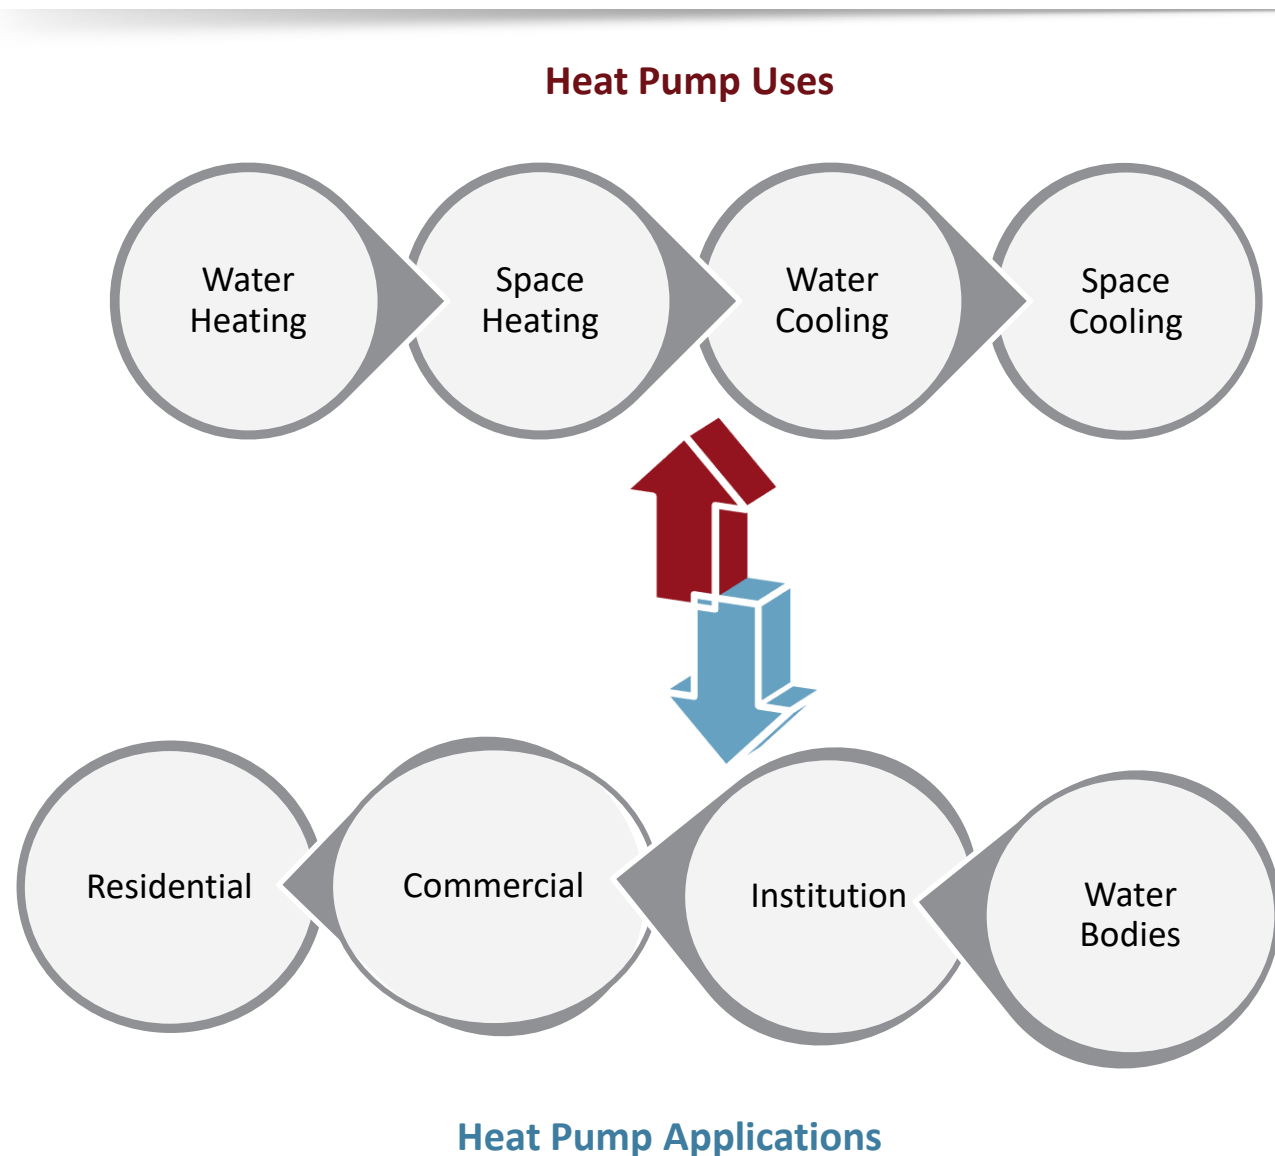 Heat Pump Uses
Water
Heating
Space
Heating
Water
Cooling
Space
Cooling
Residential
Commercial
Institution
Water
Bodies
Heat Pump Applications